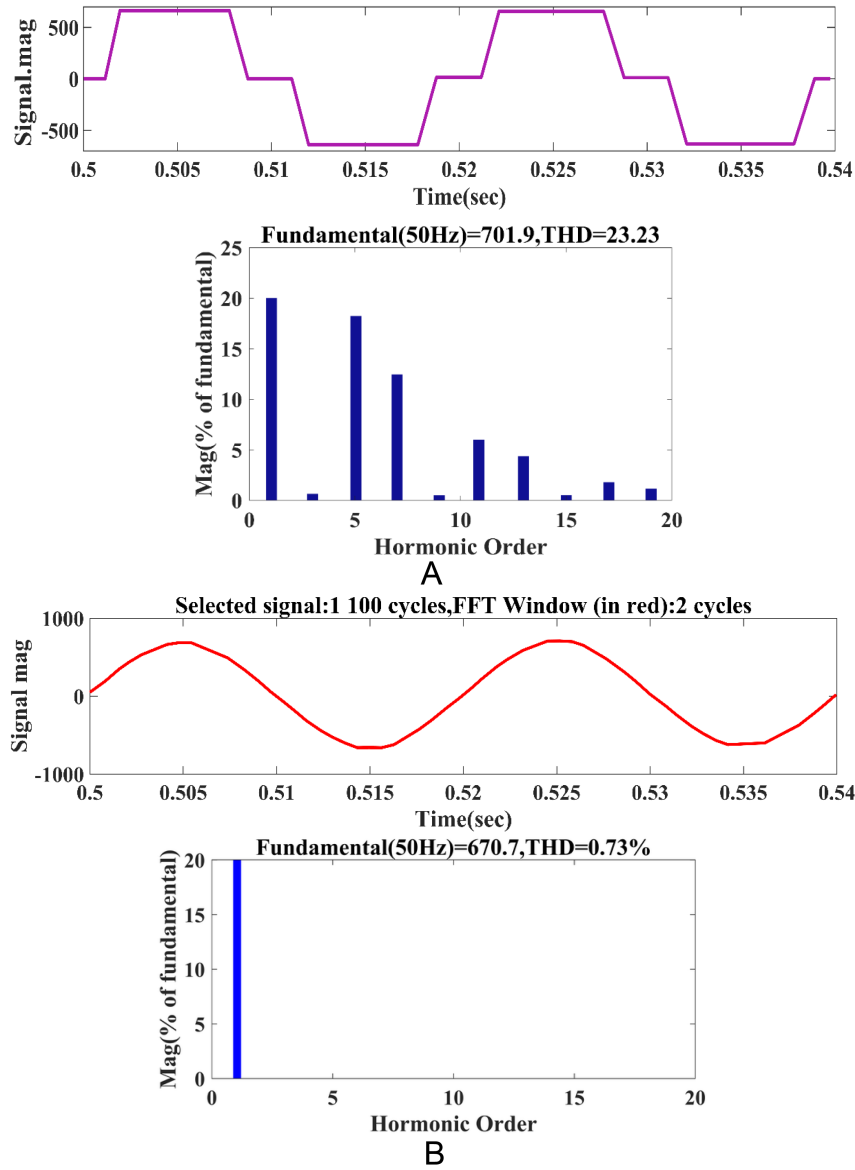 500
0
-500
Signal.mag
0.5 0.505 0.51 0.515 0.52 0.525 0.53 0.535 0.54
Time(sec)
Fundamental(50Hz)=701.9,THD=23.23
25
20
15
10
5
0
Mag(% of fundamental)
0 5 10 15 20
Hormonic Order
A
Selected signal:1 100 cycles,FFT Window (in red):2 cycles
1000
0
-1000
Signal mag
0.5 0.505 0.51 0.515 0.52 0.525 0.53 0.535 0.54
Time(sec)
Fundamental(50Hz)=670.7,THD=0.73%
20
15
10
5
0
Mag(% of fundamental)
0 5 10 15 20
Hormonic Order
B